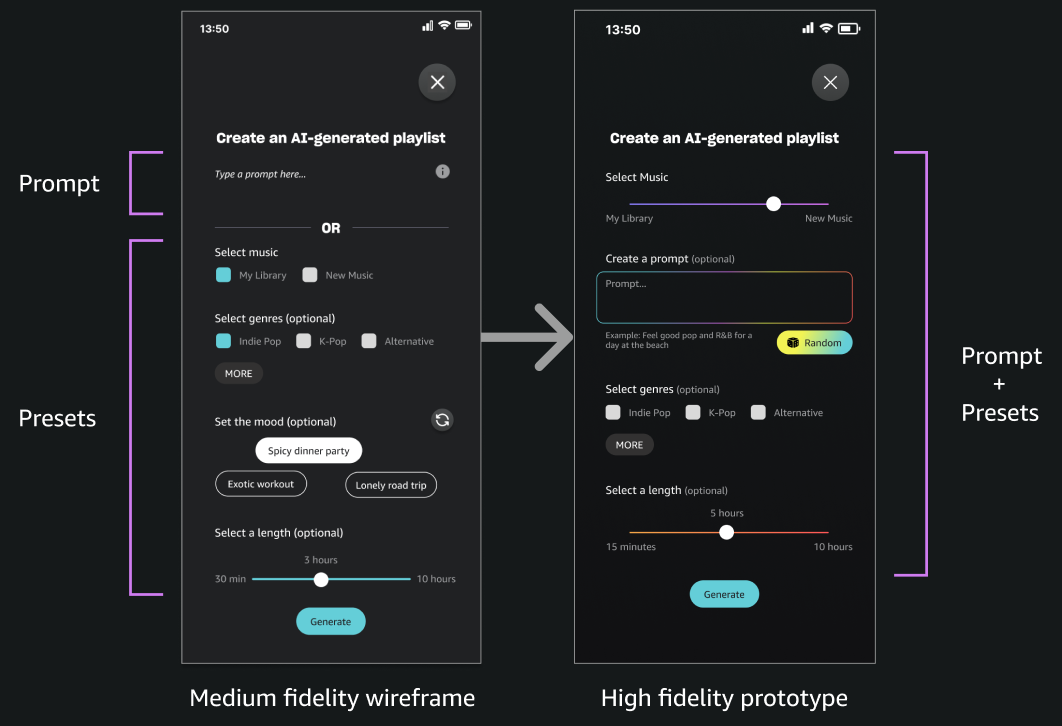 13:50
Create an AI-generated playlist
Type a prompt here...
OR
Select music
My Library
New Music
Select genres (optional)
Indie Pop
K-Pop
Alternative
MORE
Set the mood (optional)
Spicy dinner party
Exotic workout
Lonely road trip
Select a length (optional)
3 hours
30 min
10 hours
Generate
Prompt
Presets
Medium fidelity wireframe
13:50
Create an AI-generated playlist
Select Music
My Library
New Music
Create a prompt (optional)
Prompt...
Example: Feel good pop and R&B for a
day at the beach
Random
Select genres (optional)
Indie Pop
K-Pop
Alternative
MORE
Select a length (optional)
5 hours
15 minutes
10 hours
Generate
Prompt
+
Presets
High fidelity prototype